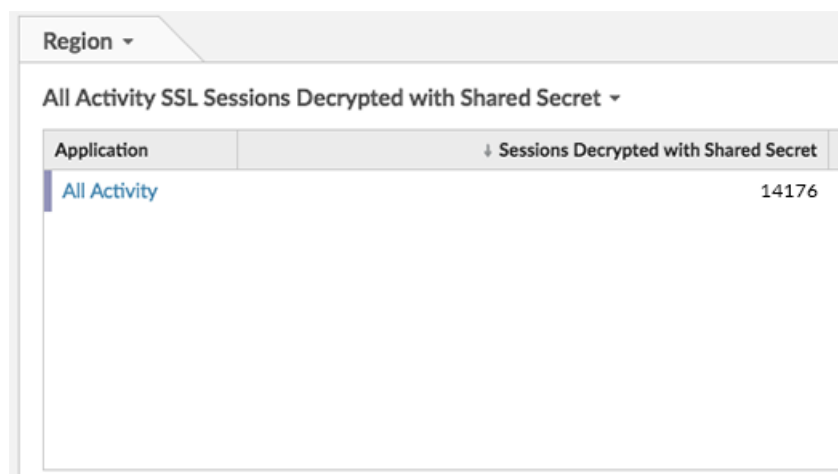 Region
All Activity SSL Sessions Decrypted with Shared Secret
Application ↓ Sessions Decrypted with Shared Secret
All Activity 14176